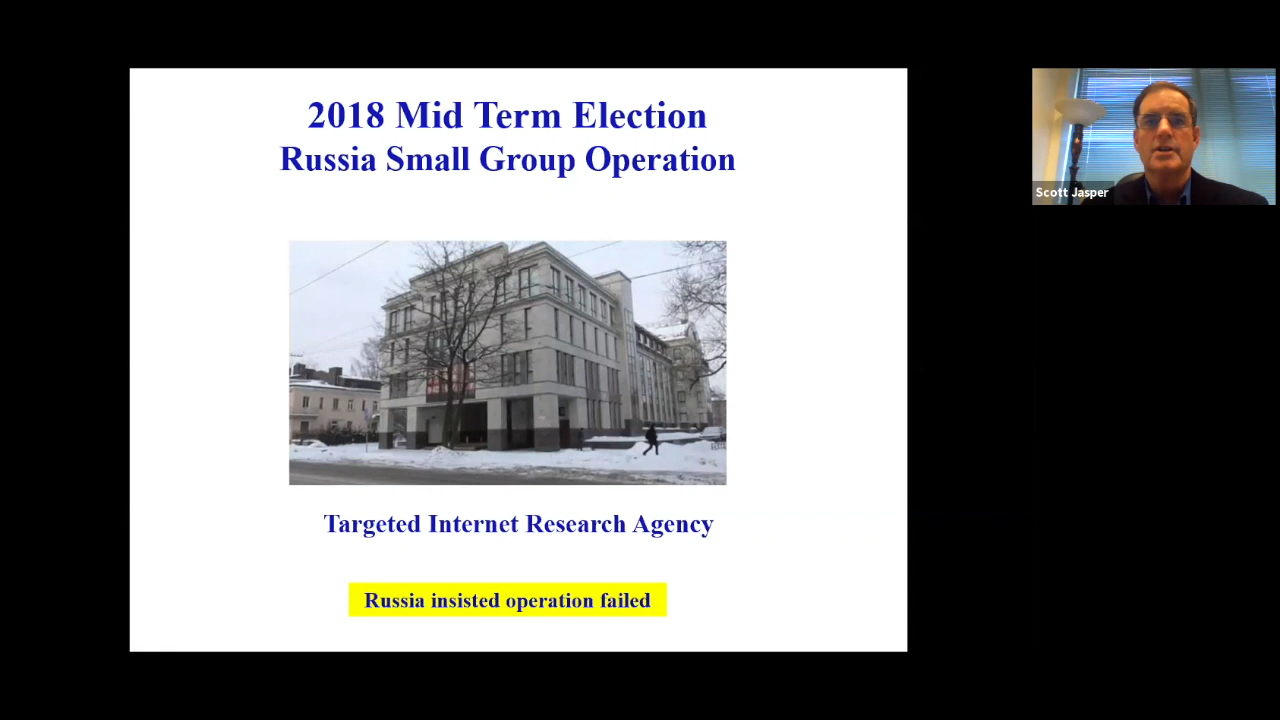 2018 Mid Term Election
Russia Small Group Operation
Scott Jasper
Targeted Internet Research Agency
Russia insisted operation failed